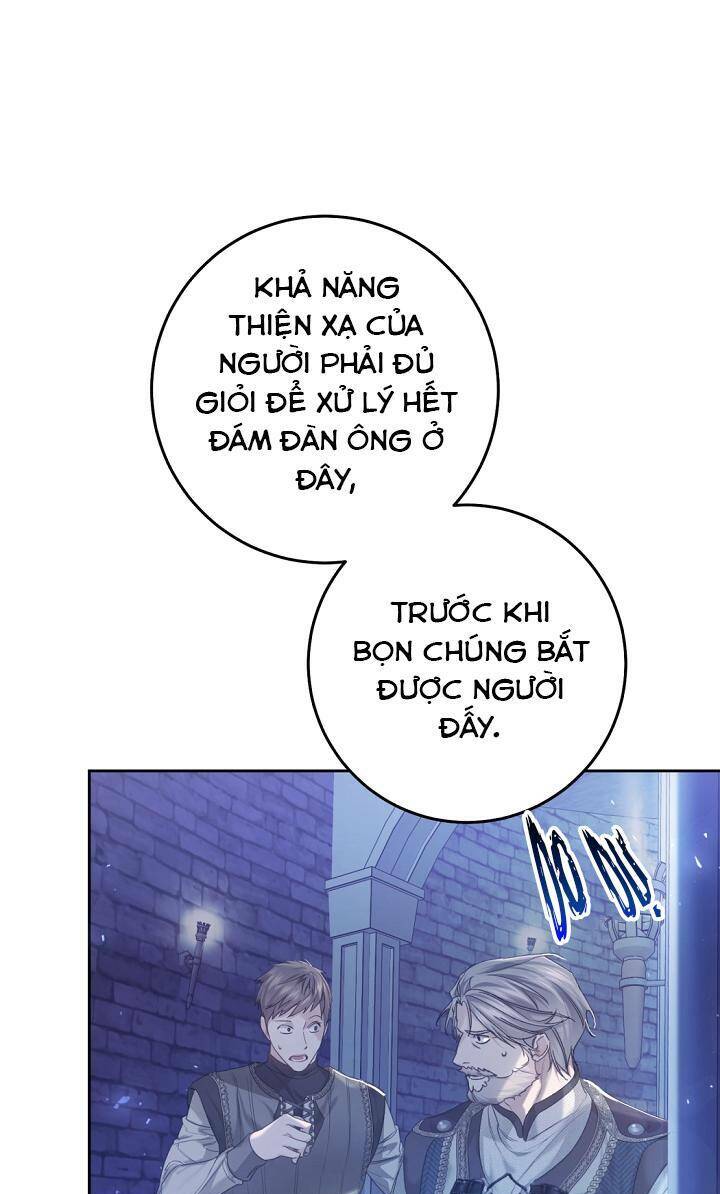 KHẢ NĂNG
THIỆN XẠ CỦA
NGƯỜI PHẢI ĐỦ
GIỎI ĐỂ XỬ LÝ HẾT
ĐÁM ĐÀN ÔNG Ở
ĐÂY,
TRƯỚC KHI
BỌN CHÚNG BẮT
ĐƯỢC NGƯỜI
ĐẤY.